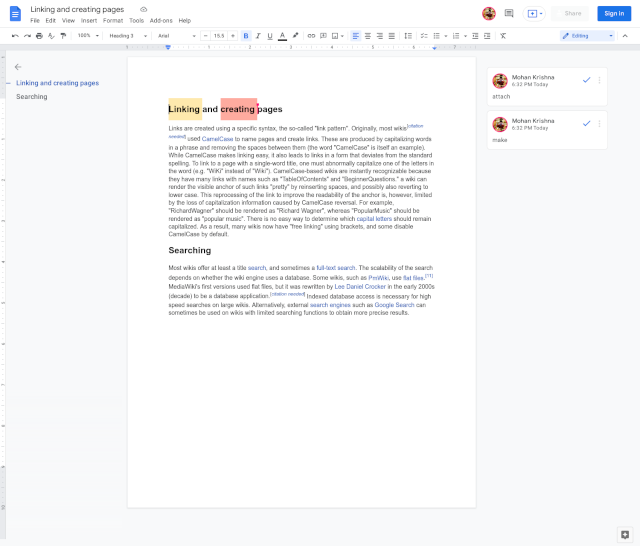 Linking and creating pages
File Edit View Insert Format Tools Add-ons Help
Share
Sign in
100% Heading 3 Arial 15.5 Editing
Linking and creating pages
Searching
Linking and creating pages
Links are created using a specific syntax, the so-called "link pattern". Originally, most wikis[citation
needed] used CamelCase to name pages and create links. These are produced by capitalizing words
in a phrase and removing the spaces between them (the word "CamelCase" is itself an example).
While CamelCase makes linking easy, it also leads to links in a form that deviates from the standard
spelling. To link to a page with a single-word title, one must abnormally capitalize one of the letters in
the word (e.g. "WiKi" instead of "Wiki"). CamelCase-based wikis are instantly recognizable because
they have many links with names such as "TableOfContents" and "BeginnerQuestions." a wiki can
render the visible anchor of such links "pretty" by reinserting spaces, and possibly also reverting to
lower case. This reprocessing of the link to improve the readability of the anchor is, however, limited
by the loss of capitalization information caused by CamelCase reversal. For example,
"RichardWagner" should be rendered as "Richard Wagner", whereas "PopularMusic" should be
rendered as "popular music". There is no easy way to determine which capital letters should remain
capitalized. As a result, many wikis now have "free linking" using brackets, and some disable
CamelCase by default.
Searching
Most wikis offer at least a title search, and sometimes a full-text search. The scalability of the search
depends on whether the wiki engine uses a database. Some wikis, such as PmWiki, use flat files.[11]
MediaWiki's first versions used flat files, but it was rewritten by Lee Daniel Crocker in the early 2000s
(decade) to be a database application.[citation needed] Indexed database access is necessary for high
speed searches on large wikis. Alternatively, external search engines such as Google Search can
sometimes be used on wikis with limited searching functions to obtain more precise results.
Mohan Krishna
6:32 PM Today
attach
Mohan Krishna
6:32 PM Today
make